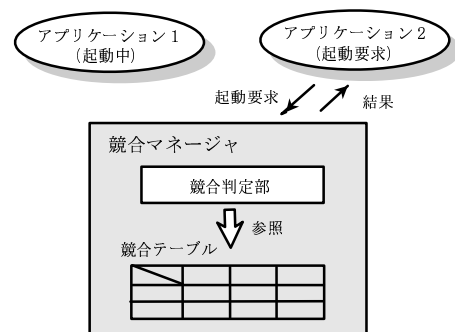 アプリケーション1
(起動中)
アプリケーション2
(起動要求)
起動要求
結果
競合マネージャ
競合判定部
参照
競合テーブル